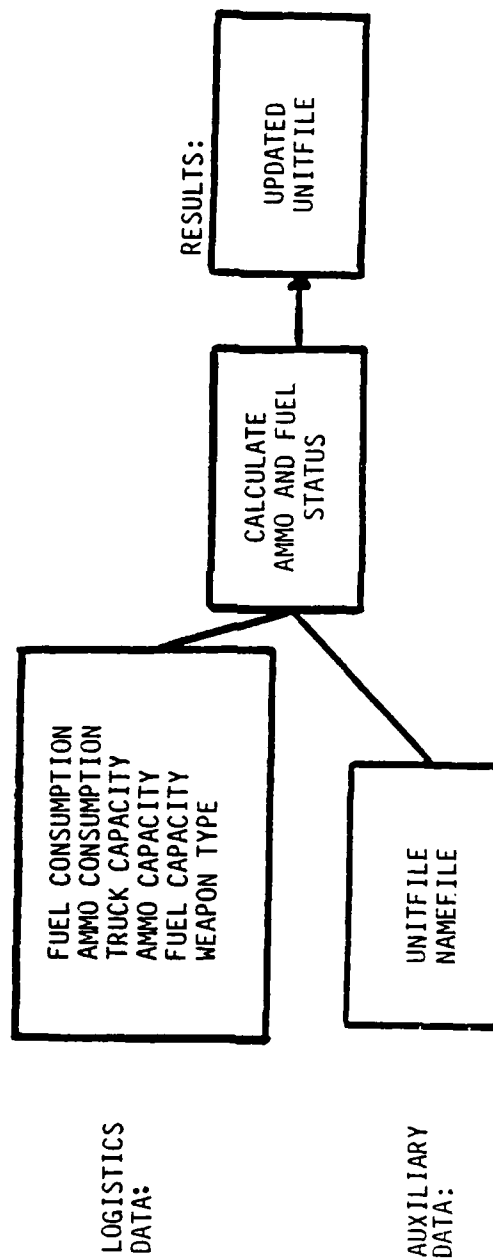 LOGISTICS
DATA:
FUEL CONSUMPTION
AMMO CONSUMPTION
TRUCK CAPACITY
AMMO CAPACITY
FUEL CAPACITY
WEAPON TYPE
AUXILIARY
DATA:
UNITFILE
NAMEFILE
CALCULATE
AMMO AND FUEL
STATUS
RESULTS:
UPDATED
UNITFILE